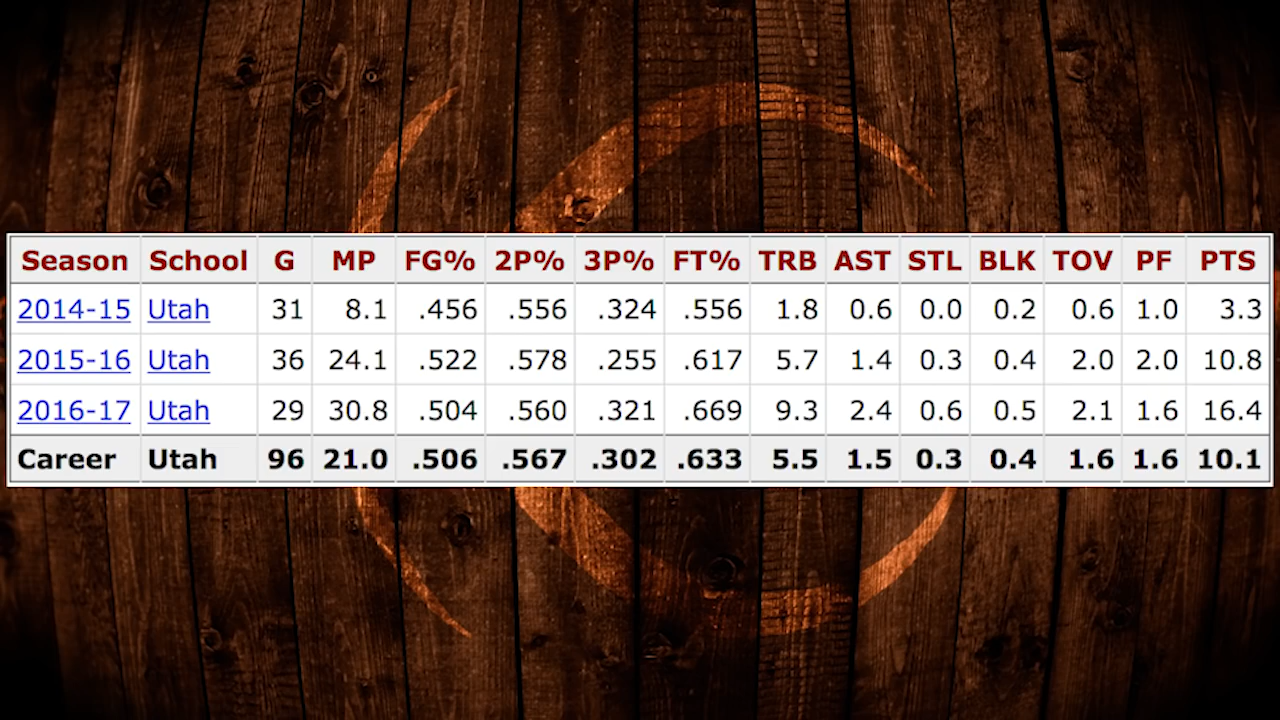 Season School G MP FG% 2P% 3P% FT% TRB AST STL BLK TOV PF PTS
2014-15 Utah 31 8.1 .456 .556 .324 .556 1.8 0.6 0.0 0.2 0.6 1.0 3.3
2015-16 Utah 36 24.1 .522 .578 .255 .617 5.7 1.4 0.3 0.4 2.0 2.0 10.8
2016-17 Utah 29 30.8 .504 .560 .321 .669 9.3 2.4 0.6 0.5 2.1 1.6 16.4
Career Utah 96 21.0 .506 .567 .302 .633 5.5 1.5 0.3 0.4 1.6 1.6 10.1